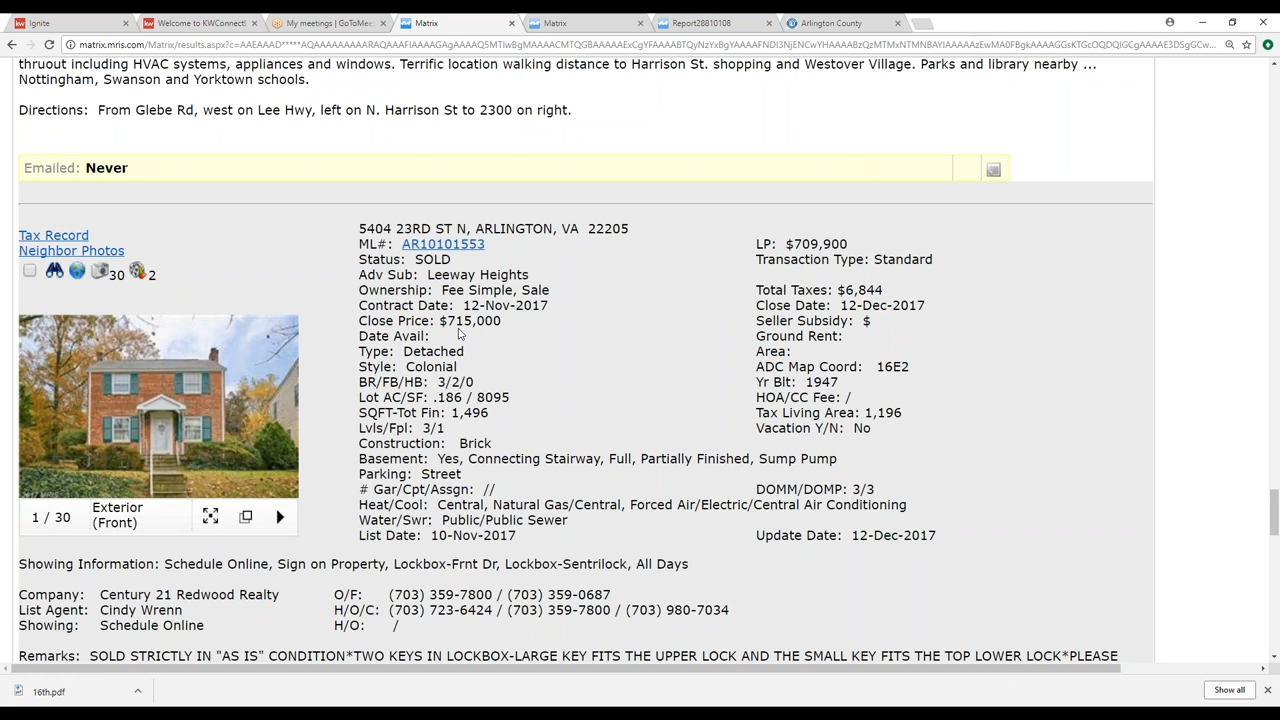 Ignite
Welcome to KWConnect!
My meetings | GoToMee
Matrix
Matrix
Report28810108
Arlington County
thruout including HVAC systems, appliances and windows. Terrific location walking distance to Harrison St. shopping and Westover Village. Parks and library nearby ...
Nottingham, Swanson and Yorktown schools.
Directions: From Glebe Rd, west on Lee Hwy, left on N. Harrison St to 2300 on right.
Emailed: Never
Tax Record
Neighbor Photos
30
2
5404 23RD ST N, ARLINGTON, VA 22205
ML#: AR10101553 LP: $709,900
Status: SOLD Transaction Type: Standard
Adv Sub: Leeway Heights
Ownership: Fee Simple, Sale Total Taxes: $6,844
Contract Date: 12-Nov-2017 Close Date: 12-Dec-2017
Close Price: $715,000 Seller Subsidy: $
Date Avail: Ground Rent:
Type: Detached Area:
Style: Colonial ADC Map Coord: 16E2
BR/FB/HB: 3/2/0 Yr Blt: 1947
Lot AC/SF: .186 / 8095 HOA/CC Fee: /
SQFT-Tot Fin: 1,496 Tax Living Area: 1,196
Lvls/Fpl: 3/1 Vacation Y/N: No
Construction: Brick
Basement: Yes, Connecting Stairway, Full, Partially Finished, Sump Pump
Parking: Street
# Gar/Cpt/Assgn: // DOMM/DOMP: 3/3
Heat/Cool: Central, Natural Gas/Central, Forced Air/Electric/Central Air Conditioning
Water/Swr: Public/Public Sewer
List Date: 10-Nov-2017 Update Date: 12-Dec-2017
1 / 30
Exterior
(Front)
Showing Information: Schedule Online, Sign on Property, Lockbox-Frnt Dr, Lockbox-Sentrilock, All Days
Company: Century 21 Redwood Realty O/F: (703) 359-7800 / (703) 359-0687
List Agent: Cindy Wrenn H/O/C: (703) 723-6424 / (703) 359-7800 / (703) 980-7034
Showing: Schedule Online H/O: /
Remarks: SOLD STRICTLY IN "AS IS" CONDITION*TWO KEYS IN LOCKBOX-LARGE KEY FITS THE UPPER LOCK AND THE SMALL KEY FITS THE TOP LOWER LOCK*PLEASE
16th.pdf
Show all